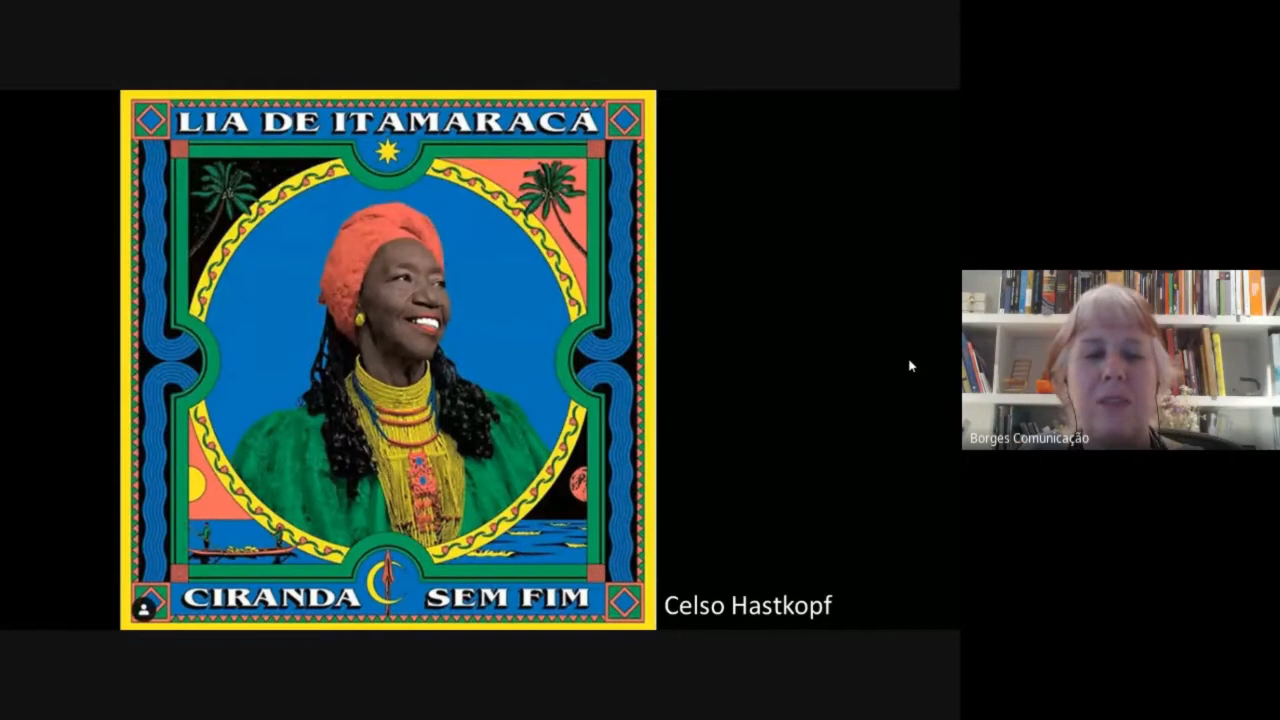 LIA DE ITAMARACÁ
CIRANDA SEM FIM
Celso Hastkopf
Borges Comunicação